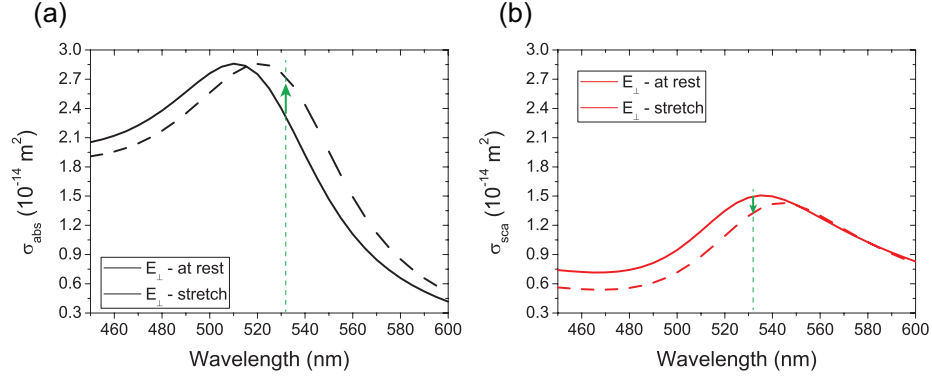 (a)
3.0
2.7
2.4
2.1
1.8
1.5
1.2
0.9
0.6
0.3
σabs (10-14 m2)
E⊥ - at rest
E⊥ - stretch
460 480 500 520 540 560 580 600
Wavelength (nm)
(b)
3.0
2.7
2.4
2.1
1.8
1.5
1.2
0.9
0.6
0.3
σsca (10-14 m2)
E⊥ - at rest
E⊥ - stretch
460 480 500 520 540 560 580 600
Wavelength (nm)